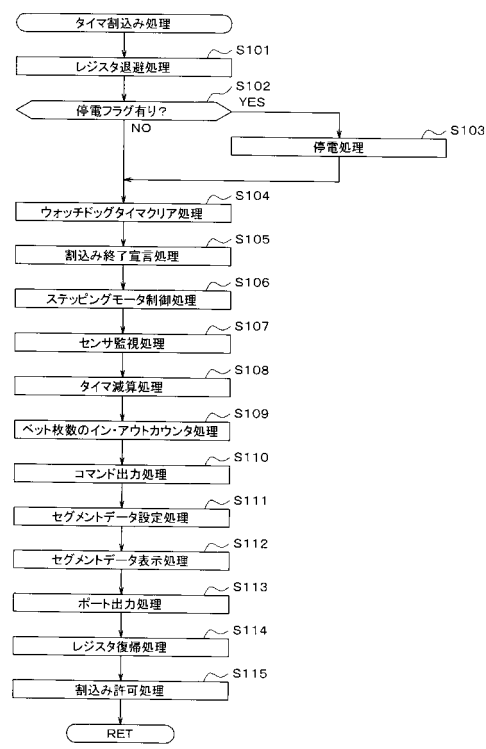 タイマ割込み処理
S101
レジスタ退避処理
S102
停電フラグ有り?
YES
NO
S103
停電処理
S104
ウォッチドッグタイマクリア処理
S105
割込み終了宣言処理
S106
ステッピングモータ制御処理
S107
センサ監視処理
S108
タイマ減算処理
S109
ベット枚数のイン・アウトカウンタ処理
S110
コマンド出力処理
S111
セグメントデータ設定処理
S112
セグメントデータ表示処理
S113
ポート出力処理
S114
レジスタ復帰処理
S115
割込み許可処理
RET